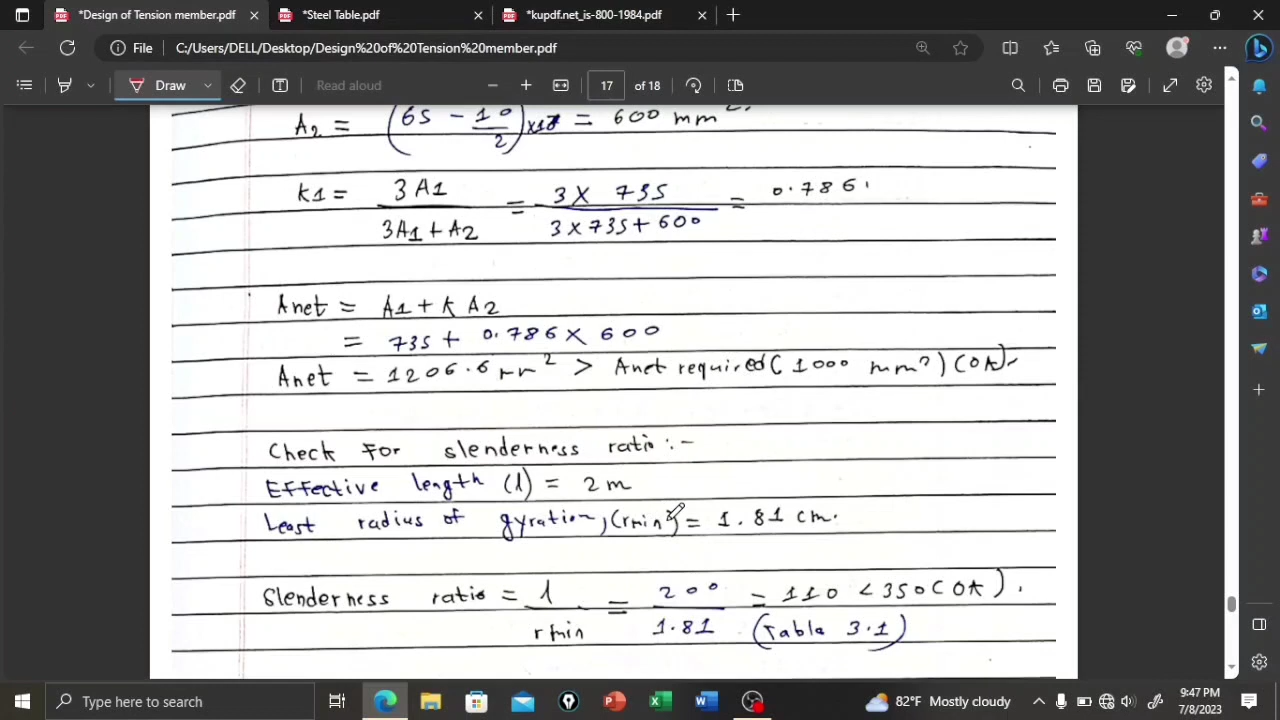 *Design of Tension member.pdf
*Steel Table.pdf
*kupdf.net_is-800-1984.pdf
File C:/Users/DELL/Desktop/Design%20of%20Tension%20member.pdf
Draw Read aloud 17 of 18
A2 = (65 - 10/2) x10 = 600 mm2.
K1 = 3A1 / 3A1 + A2 = 3 X 735 / 3 x 735 + 600 = 0.786.
Anet = A1 + K A2
= 735 + 0.786 X 600
Anet = 1206.6 mm2 > Anet required (1000 mm2) (OK).
Check For slenderness ratio :-
Effective length (l) = 2 m
Least radius of gyration, (rmin) = 1.81 cm.
Slenderness ratio = l / rmin = 200 / 1.81 = 110 < 350 (OK).
(Table 3.1)
Type here to search
82°F Mostly cloudy
9:47 PM
7/8/2023